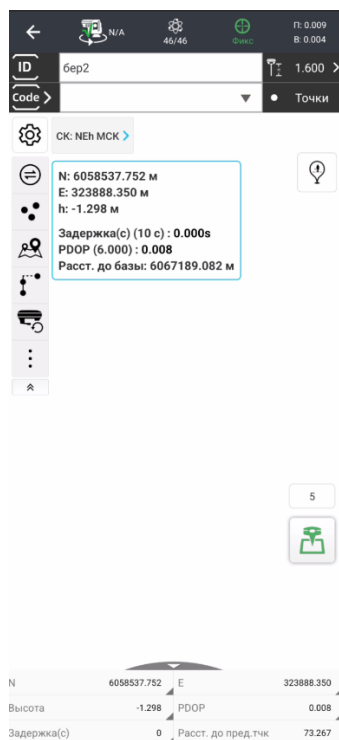 N/A
46/46
Фикс
П: 0.009
В: 0.004
ID
бер2
1.600
Code
Точки
СК: NEh МСК
N: 6058537.752 м
E: 323888.350 м
h: -1.298 м
Задержка(с) (10 с) : 0.000s
PDOP (6.000) : 0.008
Расст. до базы: 6067189.082 м
5
N 6058537.752 E 323888.350
Высота -1.298 PDOP 0.008
Задержка(с) 0 Расст. до пред.тчк 73.267